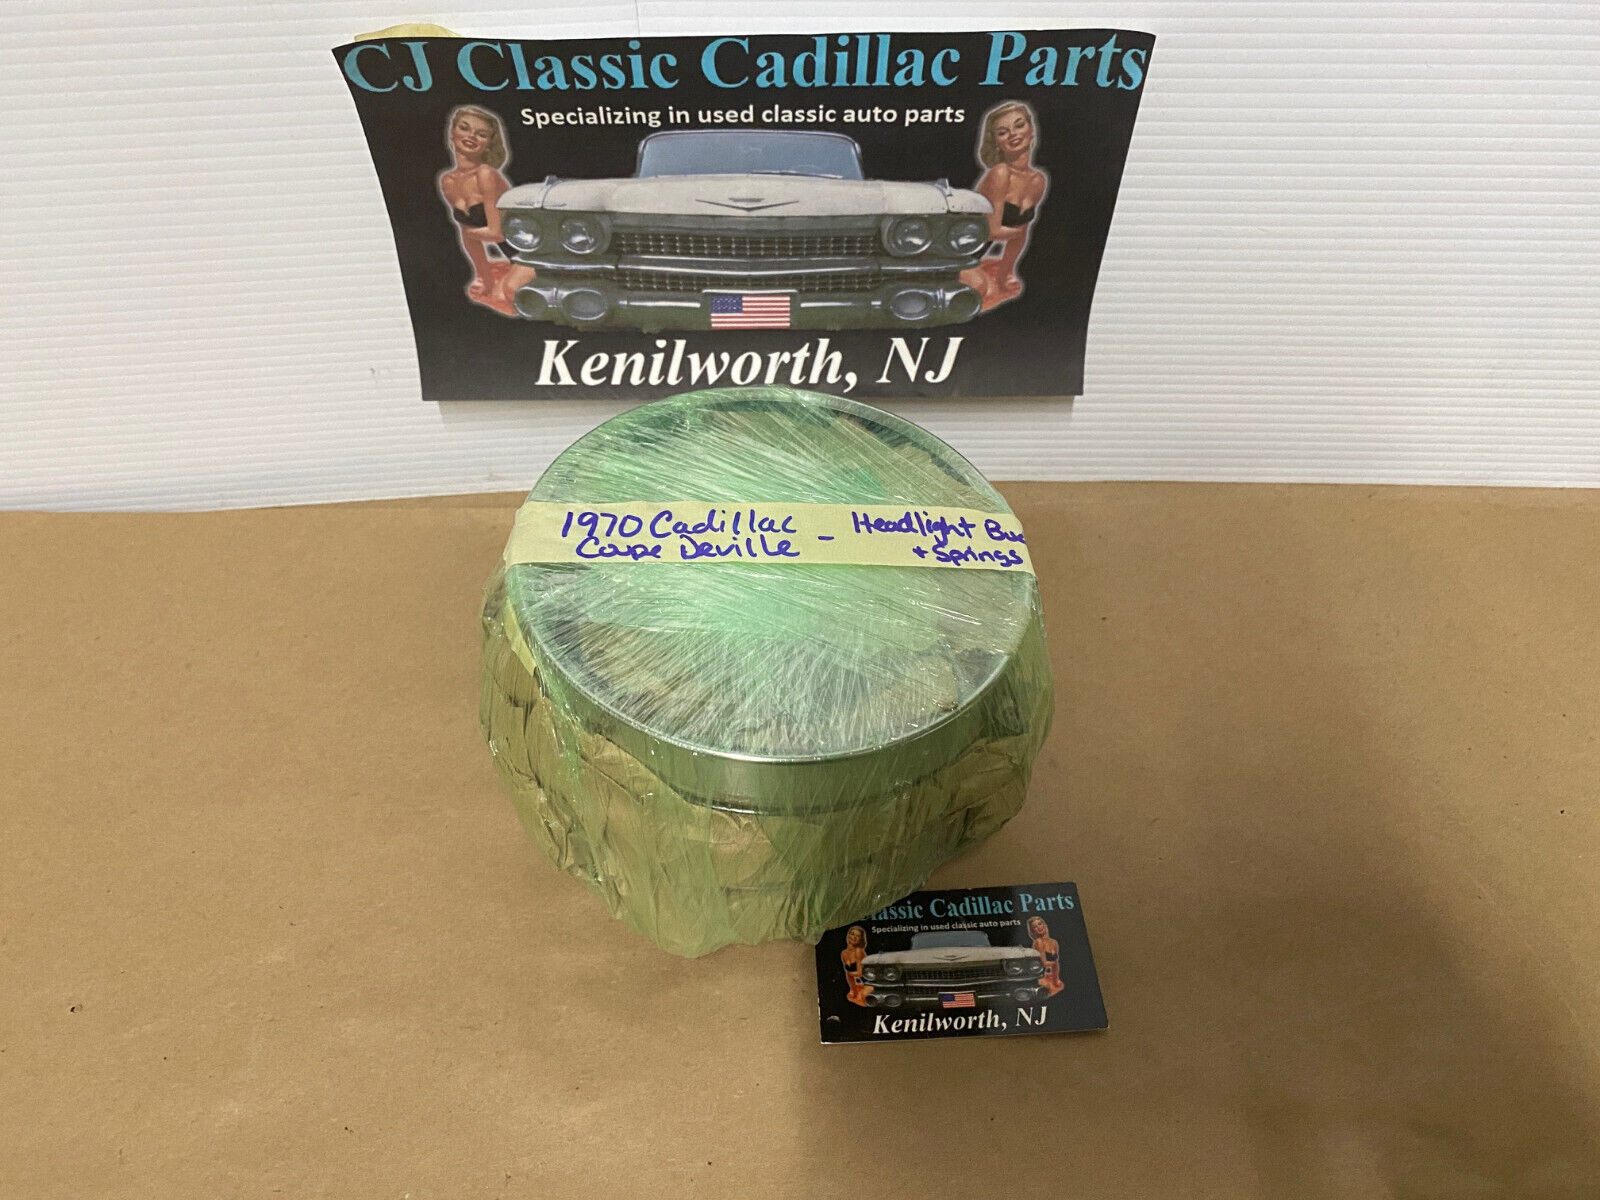 CJ Classic Cadillac Parts
Specializing in used classic auto parts
Kenilworth, NJ
1970 Cadillac
Coupe Deville - Headlight
+ Springs
Classic Cadillac Parts
Specializing in used classic auto parts
Kenilworth, NJ